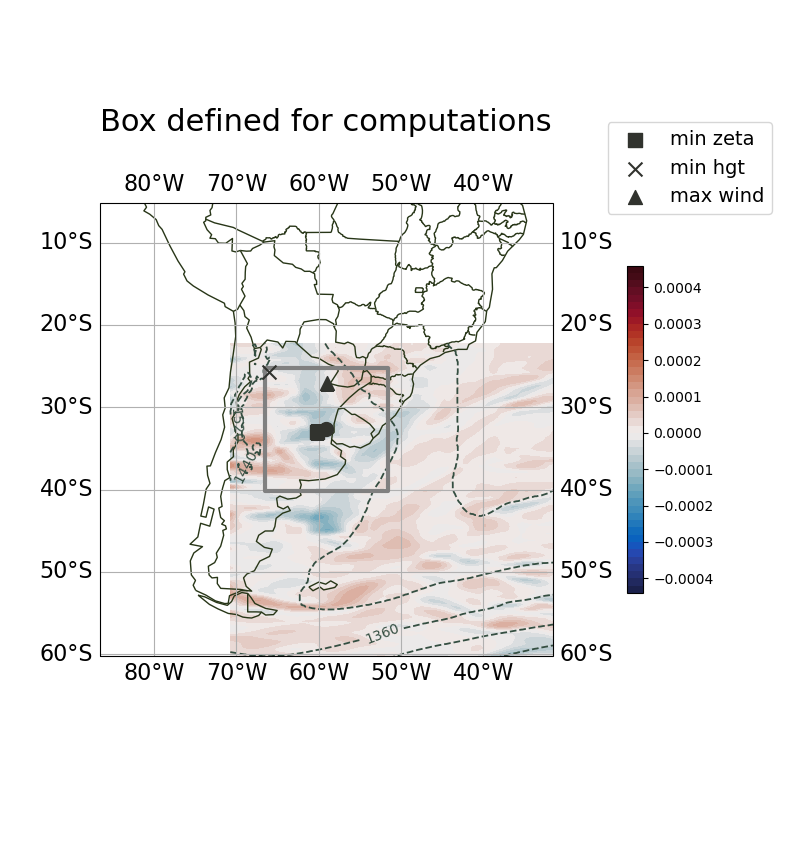 Box defined for computations
min zeta
min hgt
max wind
80°W 70°W 60°W 50°W 40°W
10°S 10°S
20°S 20°S
30°S 30°S
40°S 40°S
50°S 50°S
60°S 60°S
80°W 70°W 60°W 50°W 40°W
1440
1360
0.0004
0.0003
0.0002
0.0001
0.0000
−0.0001
−0.0002
−0.0003
−0.0004